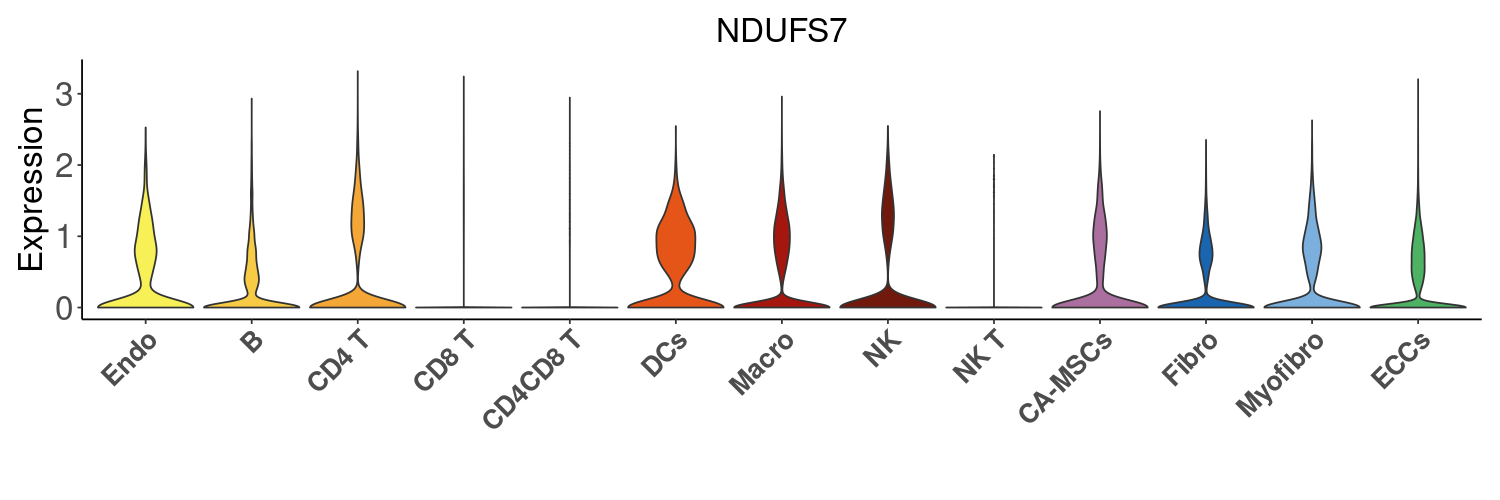 NDUFS7
Expression
3
2
1
0
Endo
B
CD4 T
CD8 T
CD4CD8 T
DCs
Macro
NK
NK T
CA-MSCs
Fibro
Myofibro
ECCs